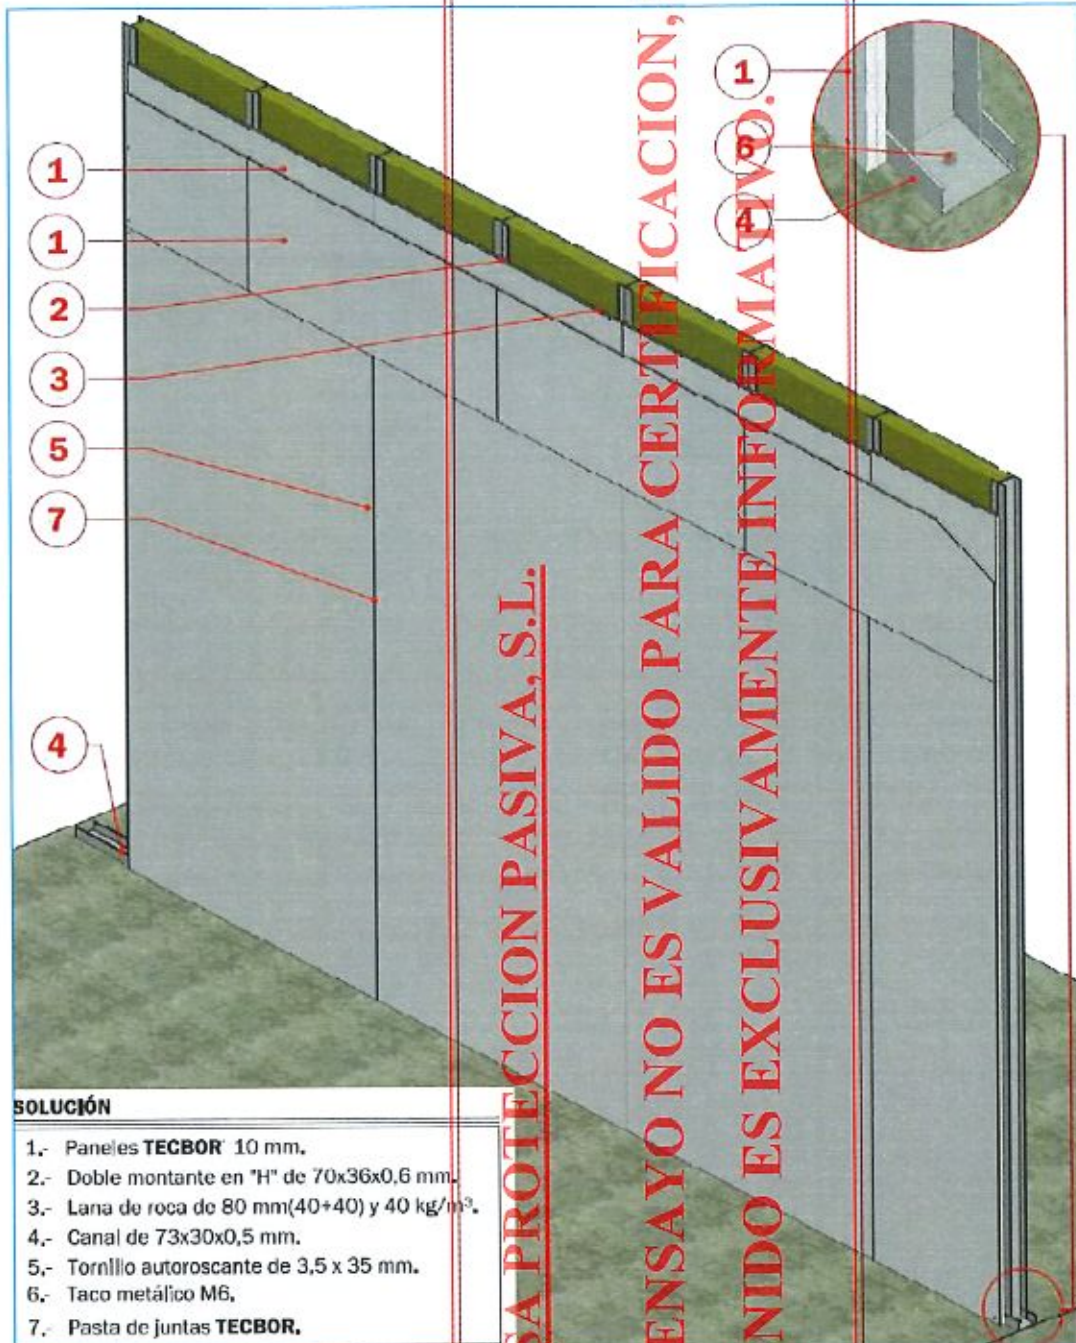 1
1
2
3
5
7
4
1
6
4
SOLUCIÓN
1.- Paneles TECBOR 10 mm.
2.- Doble montante en "H" de 70x36x0,6 mm.
3.- Lana de roca de 80 mm(40+40) y 40 kg/m³.
4.- Canal de 73x30x0,5 mm.
5.- Tornillo autoroscante de 3,5 x 35 mm.
6.- Taco metálico M6.
7.- Pasta de juntas TECBOR.
PROTECCION PASIVA, S.L.
ENSAYO NO ES VALIDO PARA CERTIFICACION,
ES EXCLUSIVAMENTE INFORMATIVO.